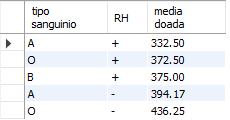 tipo sanguinio RH media doada
A + 332.50
O + 372.50
B + 375.00
A - 394.17
O - 436.25